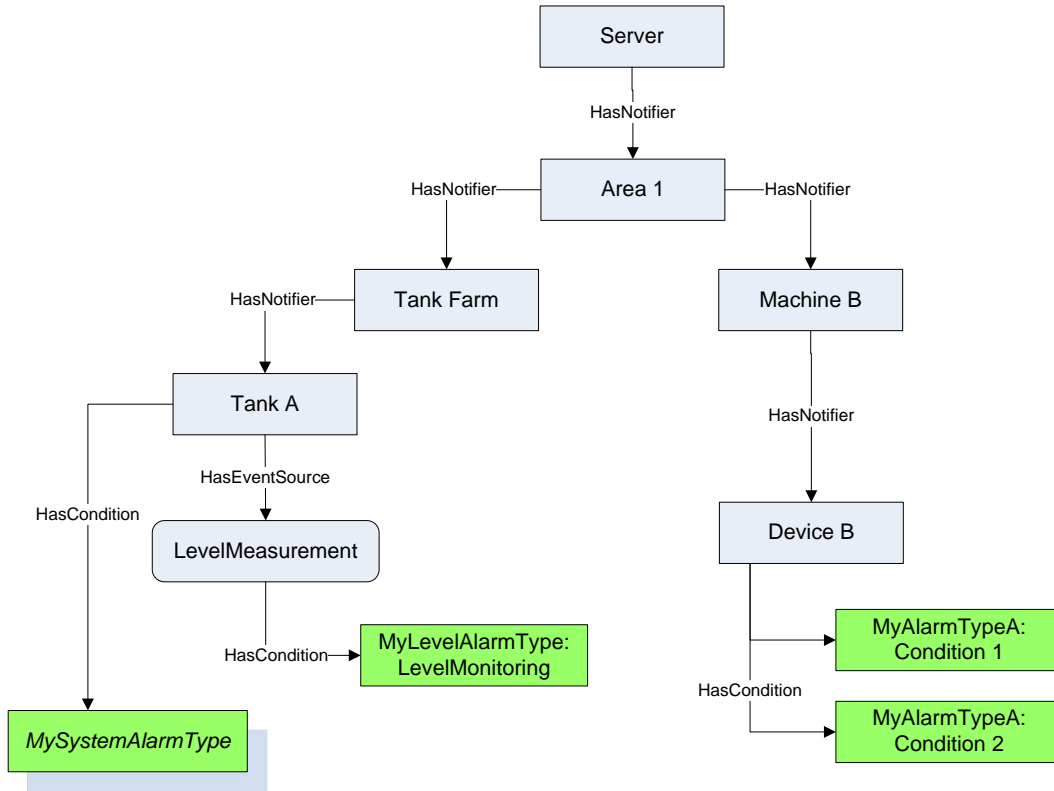 Server
HasNotifier
Area 1
HasNotifier
HasNotifier
Tank Farm
Machine B
HasNotifier
Tank A
HasNotifier
HasEventSource
HasCondition
LevelMeasurement
Device B
MyLevelAlarmType:
LevelMonitoring
HasCondition
MyAlarmTypeA:
Condition 1
HasCondition
MySystemAlarmType
MyAlarmTypeA:
Condition 2